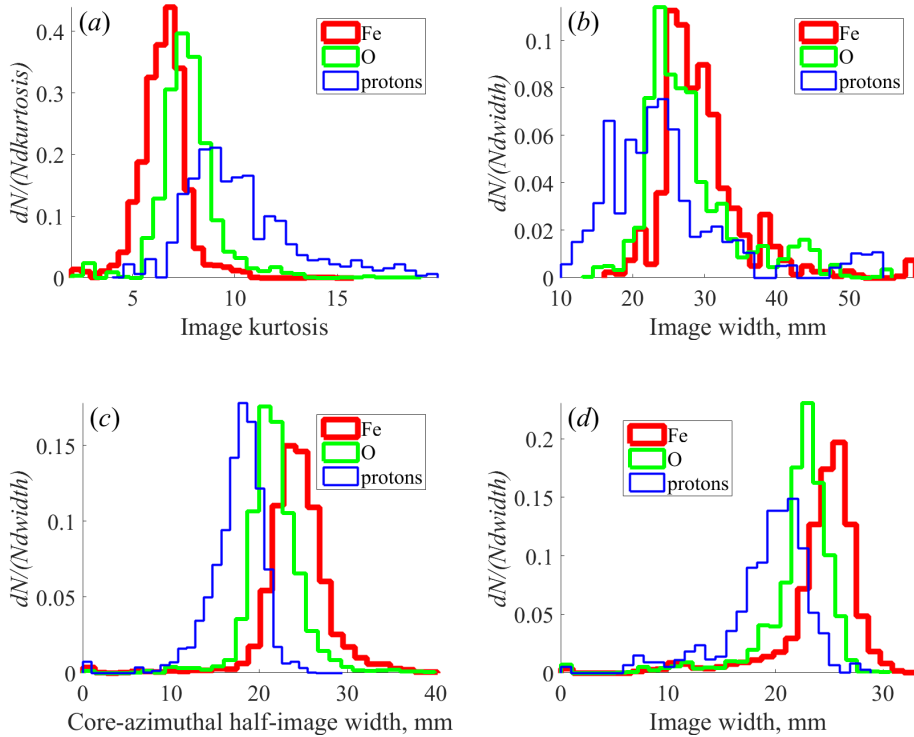 (a)
Fe
O
protons
dN/(Ndkurtosis)
0.4
0.3
0.2
0.1
0
5
10
15
Image kurtosis
(b)
Fe
O
protons
dN/(Ndwidth)
0.1
0.08
0.06
0.04
0.02
0
10
20
30
40
50
Image width, mm
(c)
Fe
O
protons
dN/(Ndwidth)
0.15
0.1
0.05
0
0
10
20
30
40
Core-azimuthal half-image width, mm
(d)
Fe
O
protons
dN/(Ndwidth)
0.2
0.15
0.1
0.05
0
0
10
20
30
Image width, mm